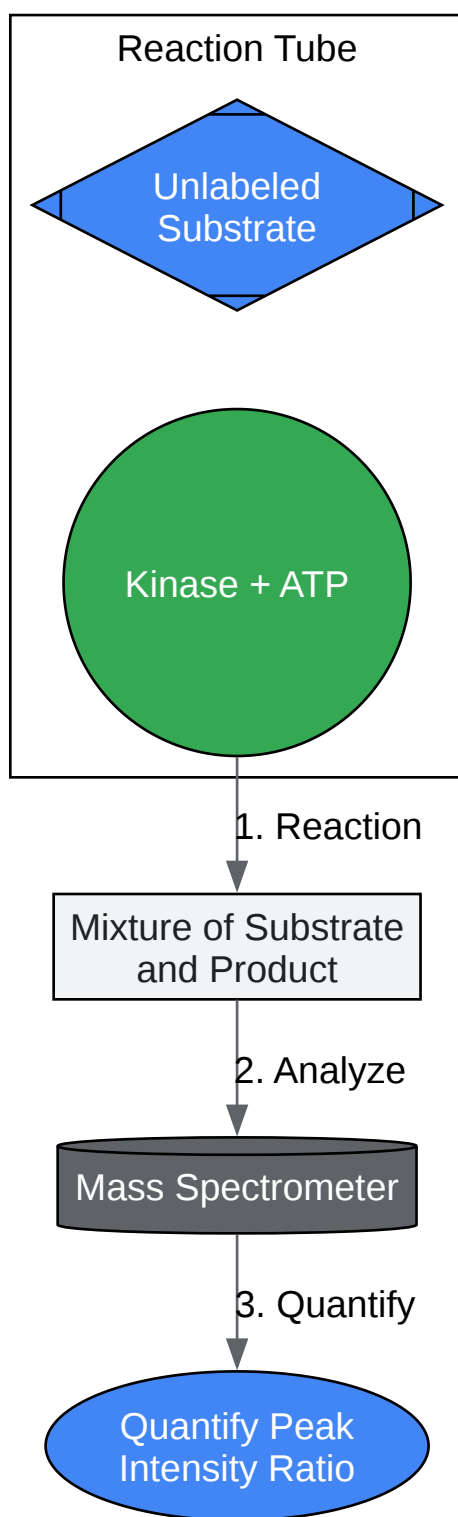 Reaction Tube
Unlabeled
Substrate
Kinase + ATP
1. Reaction
Mixture of Substrate
and Product
2. Analyze
Mass Spectrometer
3. Quantify
Quantify Peak
Intensity Ratio